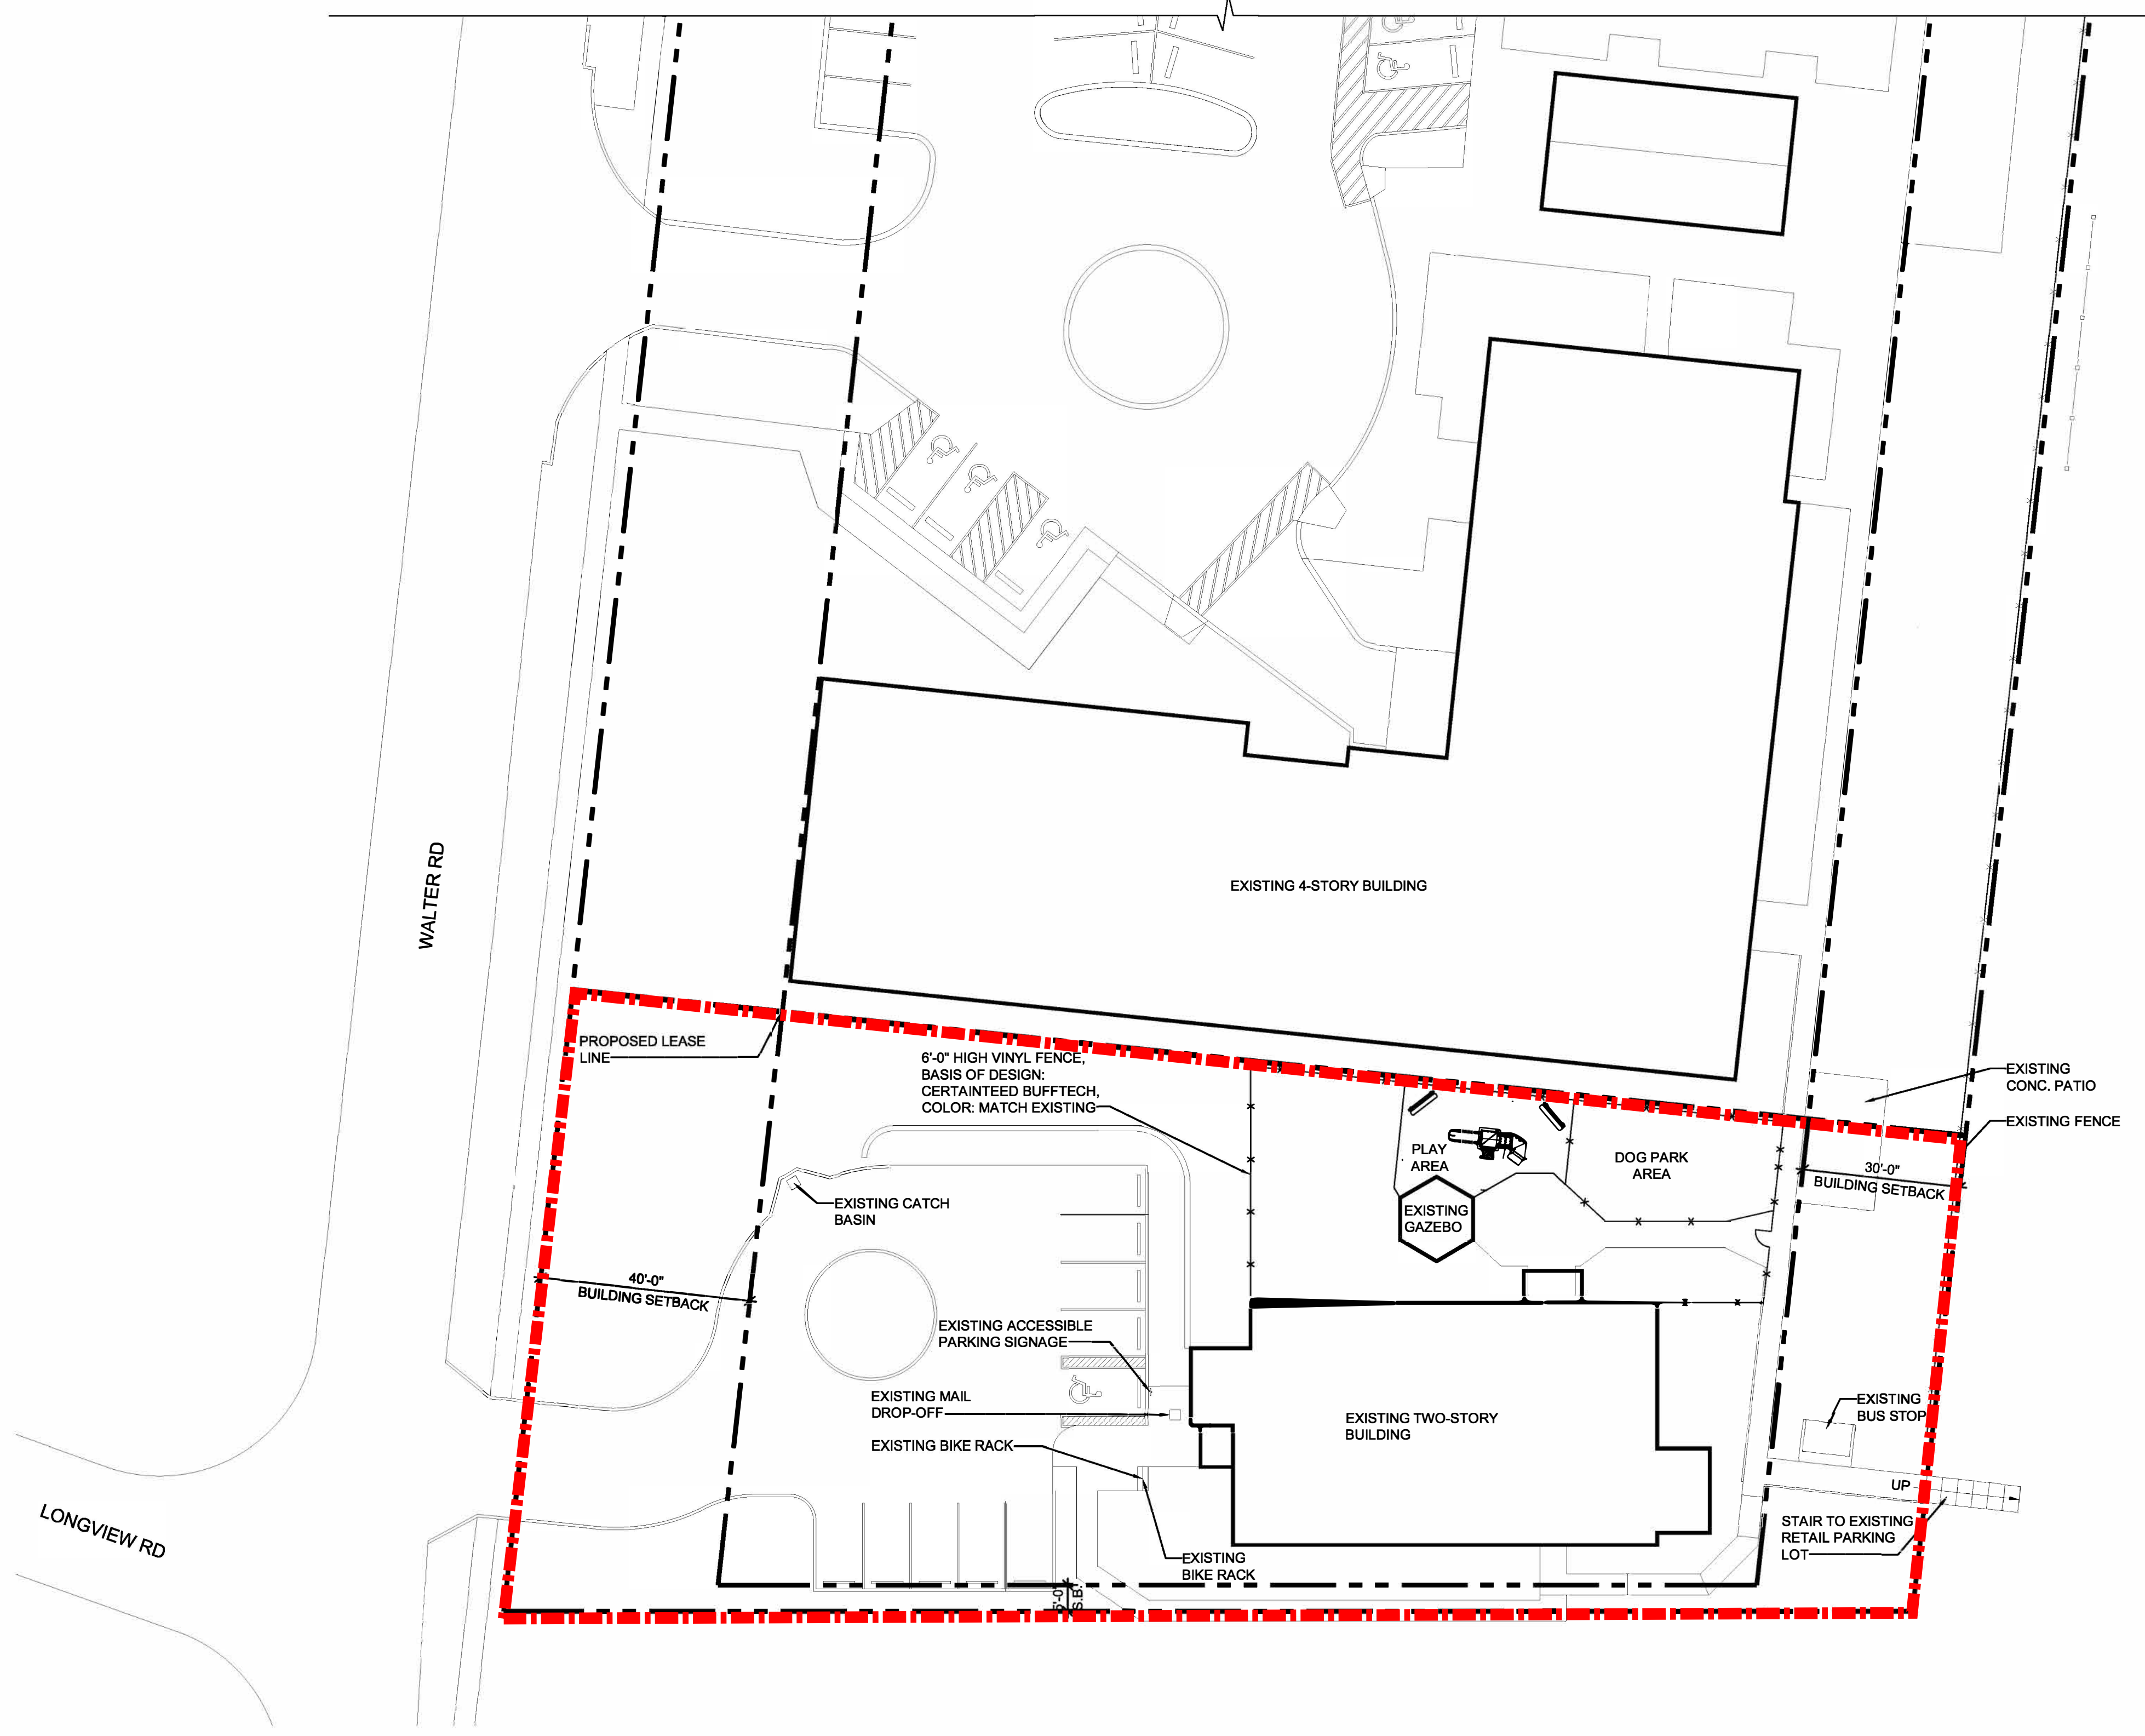 WALTER RD
EXISTING 4-STORY BUILDING
PROPOSED LEASE
LINE
6'-0" HIGH VINYL FENCE,
BASIS OF DESIGN:
CERTAINTEED BUFFTECH,
COLOR: MATCH EXISTING
EXISTING
CONC. PATIO
EXISTING FENCE
PLAY
AREA
DOG PARK
AREA
30'-0"
BUILDING SETBACK
EXISTING CATCH
BASIN
EXISTING
GAZEBO
40'-0"
BUILDING SETBACK
EXISTING ACCESSIBLE
PARKING SIGNAGE
EXISTING MAIL
DROP-OFF
EXISTING BIKE RACK
EXISTING TWO-STORY
BUILDING
EXISTING
BUS STOP
UP
LONGVIEW RD
STAIR TO EXISTING
RETAIL PARKING
LOT
EXISTING
BIKE RACK
S.B.